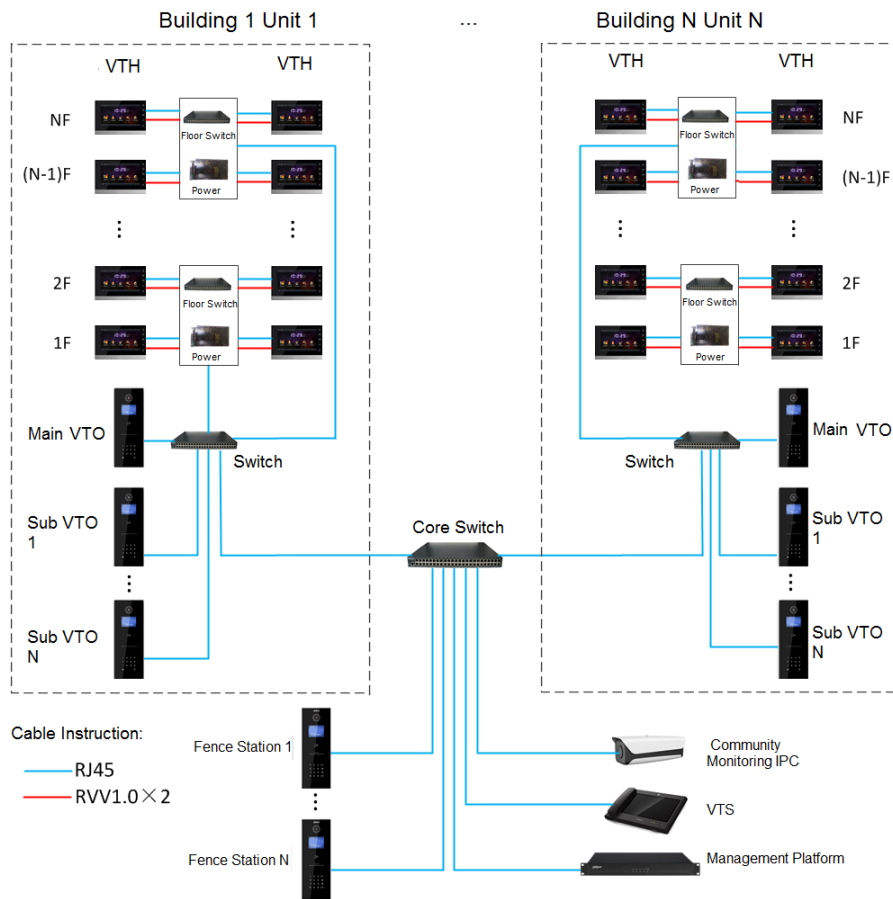 Building 1 Unit 1
...
Building N Unit N
VTH
VTH
NF
Floor Switch
(N-1)F
Power
2F
Floor Switch
1F
Power
Main VTO
Switch
Sub VTO
1
Sub VTO
N
VTH
VTH
NF
Floor Switch
(N-1)F
Power
2F
Floor Switch
1F
Power
Main VTO
Switch
Sub VTO
1
Sub VTO
N
Core Switch
Cable Instruction:
RJ45
RVV1.0×2
Fence Station 1
Fence Station N
Community
Monitoring IPC
VTS
Management Platform